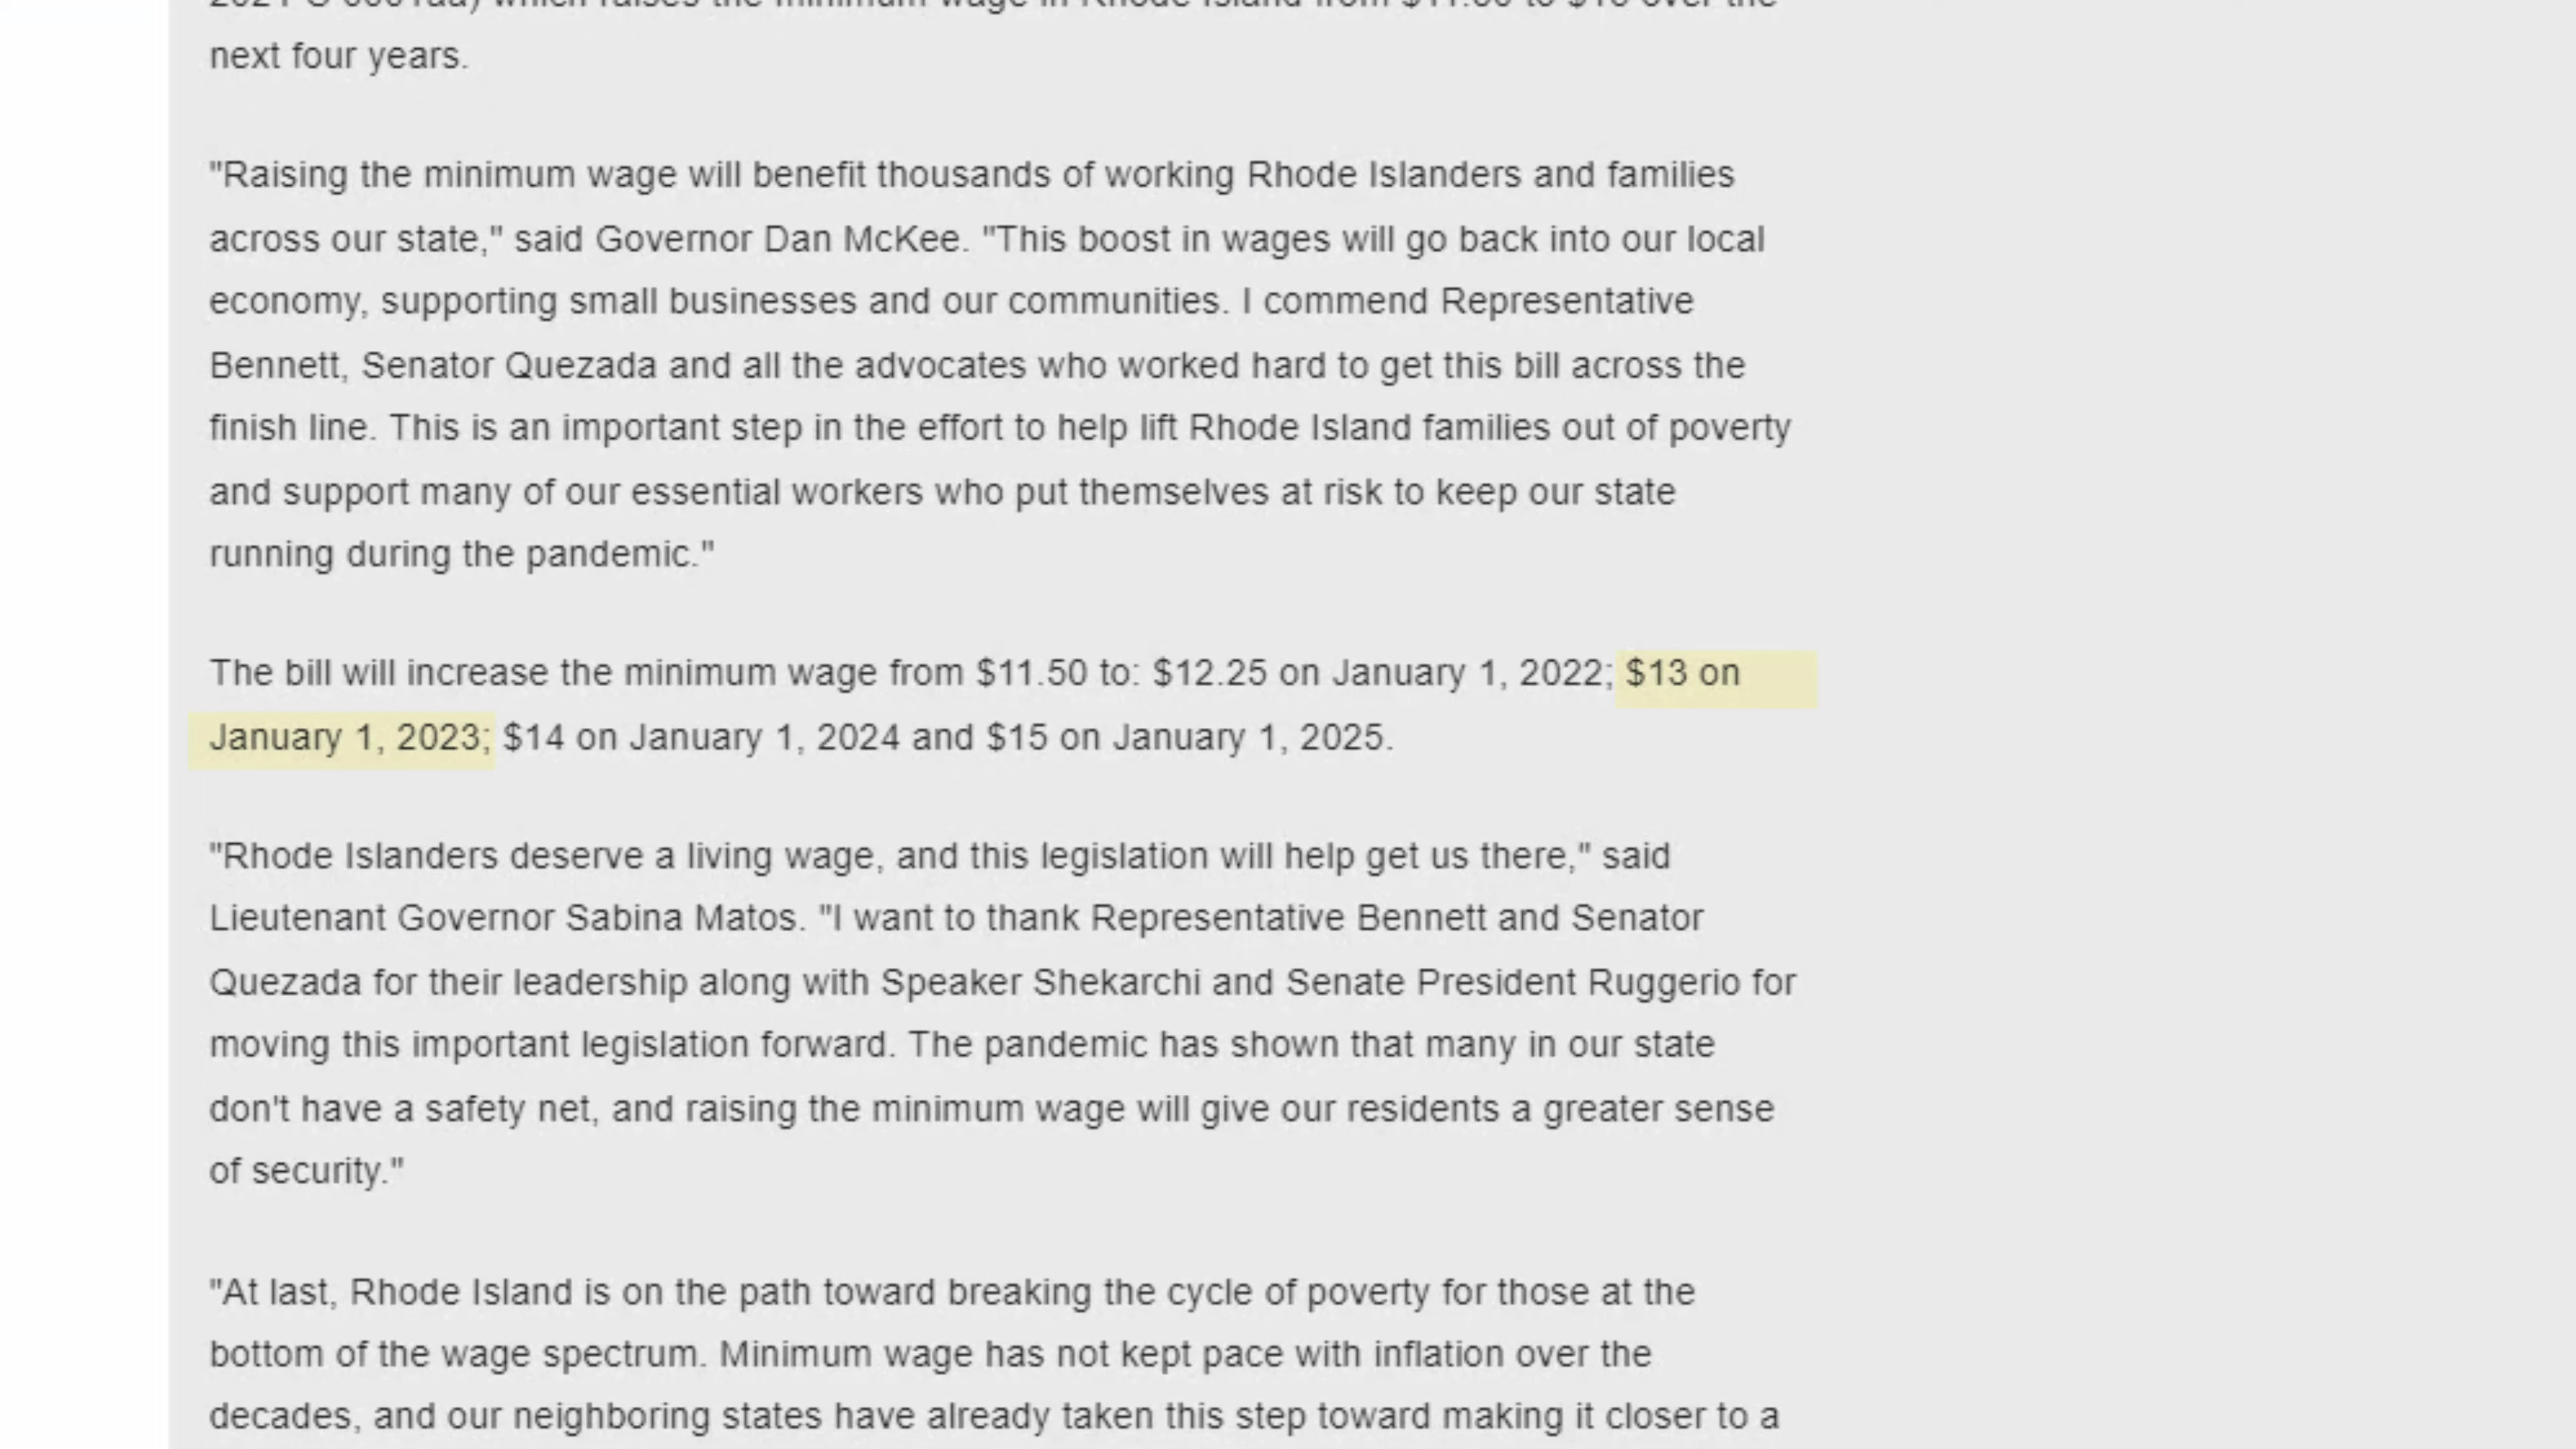 next four years.
"Raising the minimum wage will benefit thousands of working Rhode Islanders and families
across our state," said Governor Dan McKee. "This boost in wages will go back into our local
economy, supporting small businesses and our communities. I commend Representative
Bennett, Senator Quezada and all the advocates who worked hard to get this bill across the
finish line. This is an important step in the effort to help lift Rhode Island families out of poverty
and support many of our essential workers who put themselves at risk to keep our state
running during the pandemic."
The bill will increase the minimum wage from $11.50 to: $12.25 on January 1, 2022; $13 on
January 1, 2023; $14 on January 1, 2024 and $15 on January 1, 2025.
"Rhode Islanders deserve a living wage, and this legislation will help get us there," said
Lieutenant Governor Sabina Matos. "I want to thank Representative Bennett and Senator
Quezada for their leadership along with Speaker Shekarchi and Senate President Ruggerio for
moving this important legislation forward. The pandemic has shown that many in our state
don't have a safety net, and raising the minimum wage will give our residents a greater sense
of security."
"At last, Rhode Island is on the path toward breaking the cycle of poverty for those at the
bottom of the wage spectrum. Minimum wage has not kept pace with inflation over the
decades, and our neighboring states have already taken this step toward making it closer to a